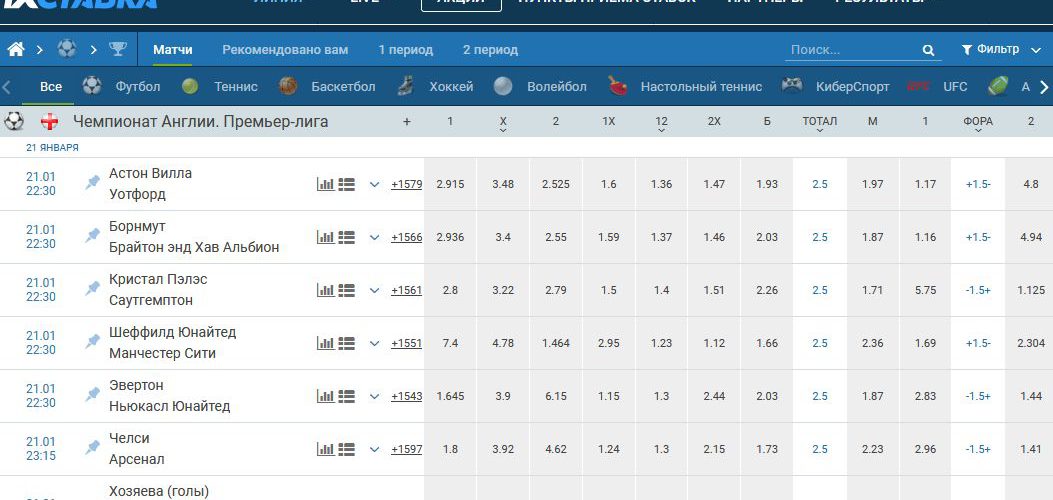 1XСТАВКА ЛИНИЯ LIVE АКЦИИ ПУНКТЫ ПРИЕМА СТАВОК ПАРТНЕРЫ РЕЗУЛЬТАТЫ
Матчи Рекомендовано вам 1 период 2 период Поиск... Фильтр
Все Футбол Теннис Баскетбол Хоккей Волейбол Настольный теннис КиберСпорт UFC А
Чемпионат Англии. Премьер-лига + 1 X 2 1X 12 2X Б ТОТАЛ М 1 ФОРА 2
21 ЯНВАРЯ
21.01 22:30 Астон Вилла
Уотфорд +1579 2.915 3.48 2.525 1.6 1.36 1.47 1.93 2.5 1.97 1.17 +1.5- 4.8
21.01 22:30 Борнмут
Брайтон энд Хав Альбион +1566 2.936 3.4 2.55 1.59 1.37 1.46 2.03 2.5 1.87 1.16 +1.5- 4.94
21.01 22:30 Кристал Пэлэс
Саутгемптон +1561 2.8 3.22 2.79 1.5 1.4 1.51 2.26 2.5 1.71 5.75 -1.5+ 1.125
21.01 22:30 Шеффилд Юнайтед
Манчестер Сити +1551 7.4 4.78 1.464 2.95 1.23 1.12 1.66 2.5 2.36 1.69 +1.5- 2.304
21.01 22:30 Эвертон
Ньюкасл Юнайтед +1543 1.645 3.9 6.15 1.15 1.3 2.44 2.03 2.5 1.87 2.83 -1.5+ 1.44
21.01 23:15 Челси
Арсенал +1597 1.8 3.92 4.62 1.24 1.3 2.15 1.73 2.5 2.23 2.96 -1.5+ 1.41
Хозяева (голы)